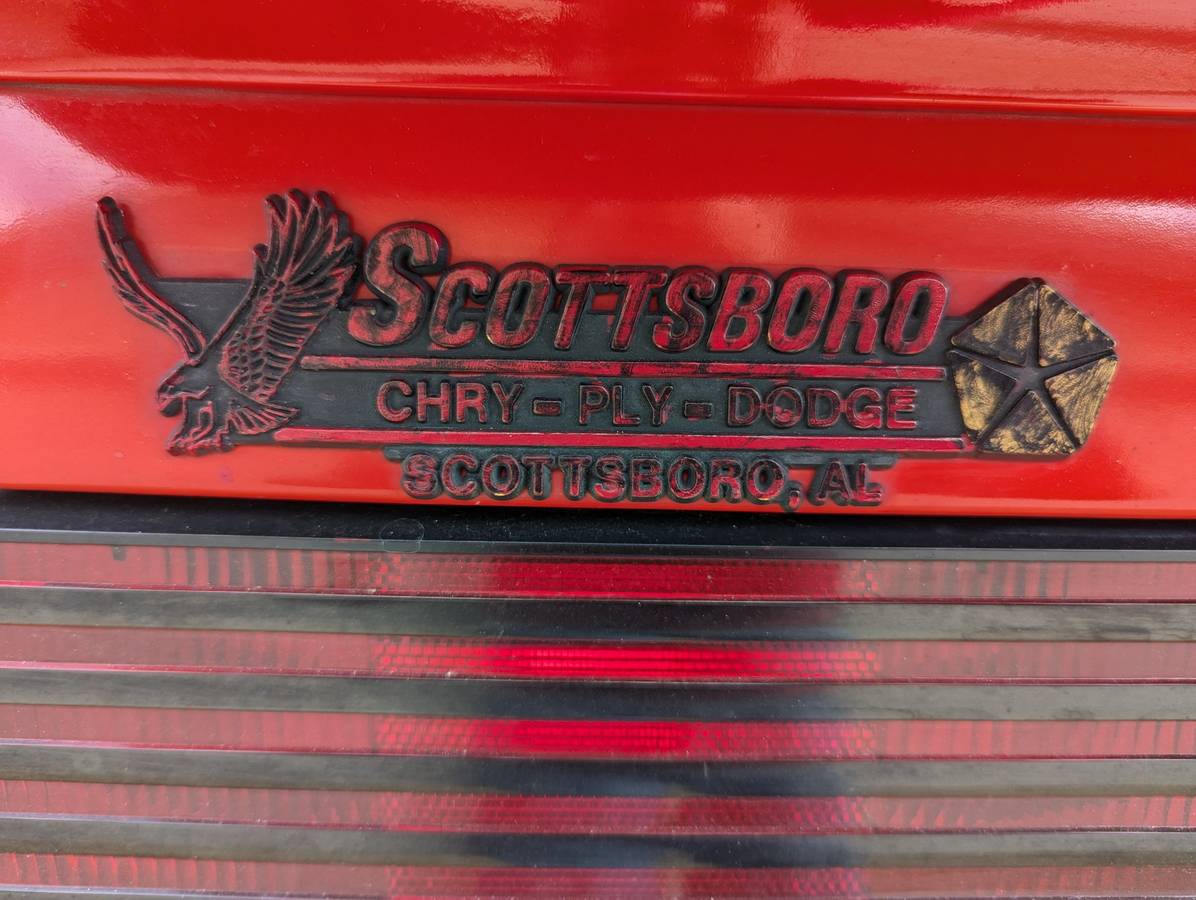 SCOTTSBORO
CHRY - PLY - DODGE
SCOTTSBORO, AL